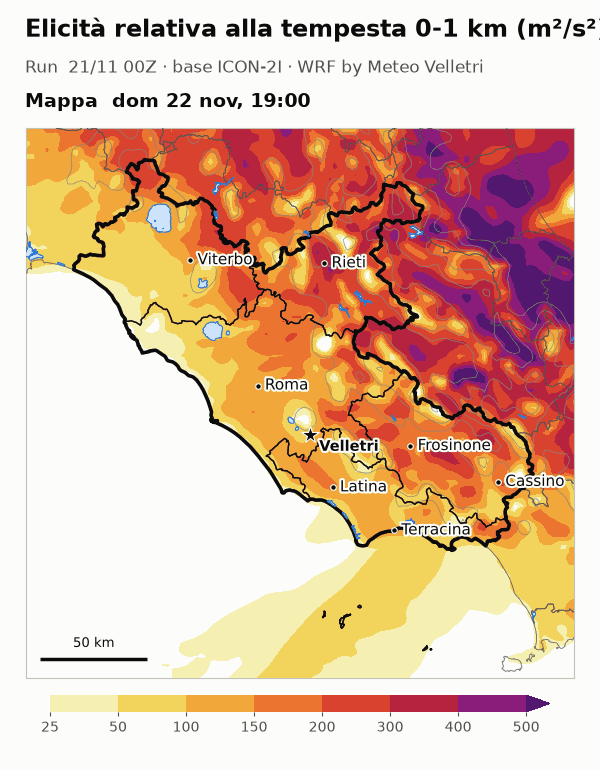 Elicità relativa alla tempesta 0-1 km (m²/s²)
Run  21/11 00Z · base ICON-2I · WRF by Meteo Velletri
Mappa  dom 22 nov, 19:00
Viterbo
Rieti
Roma
Velletri
Frosinone
Latina
Cassino
Terracina
50 km
25 50 100 150 200 300 400 500